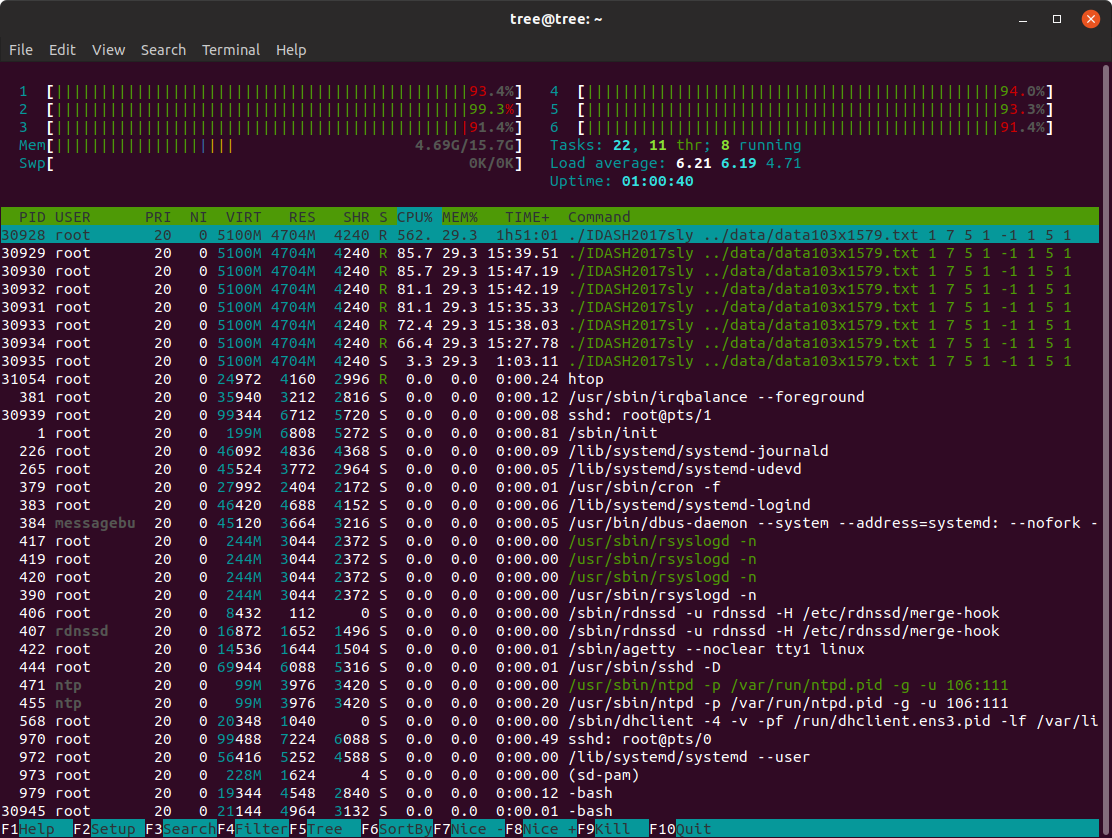 tree@tree: ~
File Edit View Search Terminal Help
1 [||||||||||||||||||||||||||||||||||||||||||||||93.4%] 4 [||||||||||||||||||||||||||||||||||||||||||||||94.0%]
2 [||||||||||||||||||||||||||||||||||||||||||||||99.3%] 5 [||||||||||||||||||||||||||||||||||||||||||||||93.3%]
3 [||||||||||||||||||||||||||||||||||||||||||||||91.4%] 6 [||||||||||||||||||||||||||||||||||||||||||||||91.4%]
Mem[|||||||||||||||||||| 4.69G/15.7G] Tasks: 22, 11 thr; 8 running
Swp[ 0K/0K] Load average: 6.21 6.19 4.71
Uptime: 01:00:40
PID USER PRI NI VIRT RES SHR S CPU% MEM% TIME+ Command
30928 root 20 0 5100M 4704M 4240 R 562. 29.3 1h51:01 ./IDASH2017sly ../data/data103x1579.txt 1 7 5 1 -1 1 5 1
30929 root 20 0 5100M 4704M 4240 R 85.7 29.3 15:39.51 ./IDASH2017sly ../data/data103x1579.txt 1 7 5 1 -1 1 5 1
30930 root 20 0 5100M 4704M 4240 R 85.7 29.3 15:47.19 ./IDASH2017sly ../data/data103x1579.txt 1 7 5 1 -1 1 5 1
30932 root 20 0 5100M 4704M 4240 R 81.1 29.3 15:42.19 ./IDASH2017sly ../data/data103x1579.txt 1 7 5 1 -1 1 5 1
30931 root 20 0 5100M 4704M 4240 R 81.1 29.3 15:35.33 ./IDASH2017sly ../data/data103x1579.txt 1 7 5 1 -1 1 5 1
30933 root 20 0 5100M 4704M 4240 R 72.4 29.3 15:38.03 ./IDASH2017sly ../data/data103x1579.txt 1 7 5 1 -1 1 5 1
30934 root 20 0 5100M 4704M 4240 R 66.4 29.3 15:27.78 ./IDASH2017sly ../data/data103x1579.txt 1 7 5 1 -1 1 5 1
30935 root 20 0 5100M 4704M 4240 S 3.3 29.3 1:03.11 ./IDASH2017sly ../data/data103x1579.txt 1 7 5 1 -1 1 5 1
31054 root 20 0 24972 4160 2996 R 0.0 0.0 0:00.24 htop
381 root 20 0 35940 3212 2816 S 0.0 0.0 0:00.12 /usr/sbin/irqbalance --foreground
30939 root 20 0 99344 6712 5720 S 0.0 0.0 0:00.08 sshd: root@pts/1
1 root 20 0 199M 6808 5272 S 0.0 0.0 0:00.81 /sbin/init
226 root 20 0 46092 4836 4368 S 0.0 0.0 0:00.09 /lib/systemd/systemd-journald
265 root 20 0 45524 3772 2964 S 0.0 0.0 0:00.05 /lib/systemd/systemd-udevd
379 root 20 0 27992 2404 2172 S 0.0 0.0 0:00.01 /usr/sbin/cron -f
383 root 20 0 46420 4688 4152 S 0.0 0.0 0:00.06 /lib/systemd/systemd-logind
384 messagebu 20 0 45120 3664 3216 S 0.0 0.0 0:00.05 /usr/bin/dbus-daemon --system --address=systemd: --nofork -
417 root 20 0 244M 3044 2372 S 0.0 0.0 0:00.00 /usr/sbin/rsyslogd -n
419 root 20 0 244M 3044 2372 S 0.0 0.0 0:00.00 /usr/sbin/rsyslogd -n
420 root 20 0 244M 3044 2372 S 0.0 0.0 0:00.00 /usr/sbin/rsyslogd -n
390 root 20 0 244M 3044 2372 S 0.0 0.0 0:00.00 /usr/sbin/rsyslogd -n
406 root 20 0 8432 112 0 S 0.0 0.0 0:00.00 /sbin/rdnssd -u rdnssd -H /etc/rdnssd/merge-hook
407 rdnssd 20 0 16872 1652 1496 S 0.0 0.0 0:00.00 /sbin/rdnssd -u rdnssd -H /etc/rdnssd/merge-hook
422 root 20 0 14536 1644 1504 S 0.0 0.0 0:00.01 /sbin/agetty --noclear tty1 linux
444 root 20 0 69944 6088 5316 S 0.0 0.0 0:00.01 /usr/sbin/sshd -D
471 ntp 20 0 99M 3976 3420 S 0.0 0.0 0:00.00 /usr/sbin/ntpd -p /var/run/ntpd.pid -g -u 106:111
455 ntp 20 0 99M 3976 3420 S 0.0 0.0 0:00.20 /usr/sbin/ntpd -p /var/run/ntpd.pid -g -u 106:111
568 root 20 0 20348 1040 0 S 0.0 0.0 0:00.00 /sbin/dhclient -4 -v -pf /run/dhclient.ens3.pid -lf /var/li
970 root 20 0 99488 7224 6088 S 0.0 0.0 0:00.49 sshd: root@pts/0
972 root 20 0 56416 5252 4588 S 0.0 0.0 0:00.00 /lib/systemd/systemd --user
973 root 20 0 228M 1624 4 S 0.0 0.0 0:00.00 (sd-pam)
979 root 20 0 19344 4548 2840 S 0.0 0.0 0:00.12 -bash
30945 root 20 0 21144 4964 3132 S 0.0 0.0 0:00.01 -bash
F1Help F2Setup F3SearchF4FilterF5Tree F6SortByF7Nice -F8Nice +F9Kill F10Quit